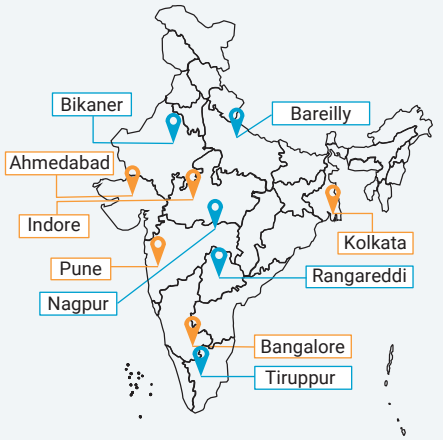 Bikaner
Bareilly
Ahmedabad
Indore
Kolkata
Pune
Rangareddi
Nagpur
Bangalore
Tiruppur